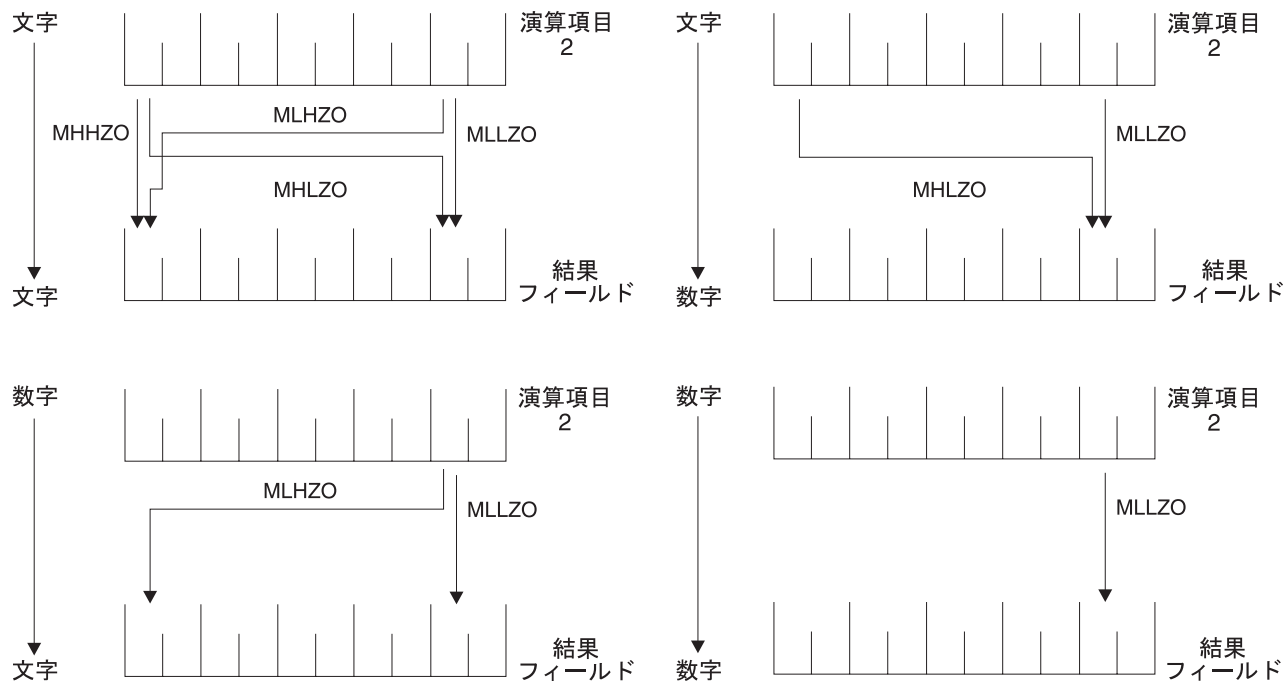 文字
演算項目
2
MHHZO
MLHZO
MLLZO
MHLZO
文字
結果
フィールド
文字
演算項目
2
MLLZO
MHLZO
数字
結果
フィールド
数字
演算項目
2
MLHZO
MLLZO
文字
結果
フィールド
数字
演算項目
2
MLLZO
数字
結果
フィールド